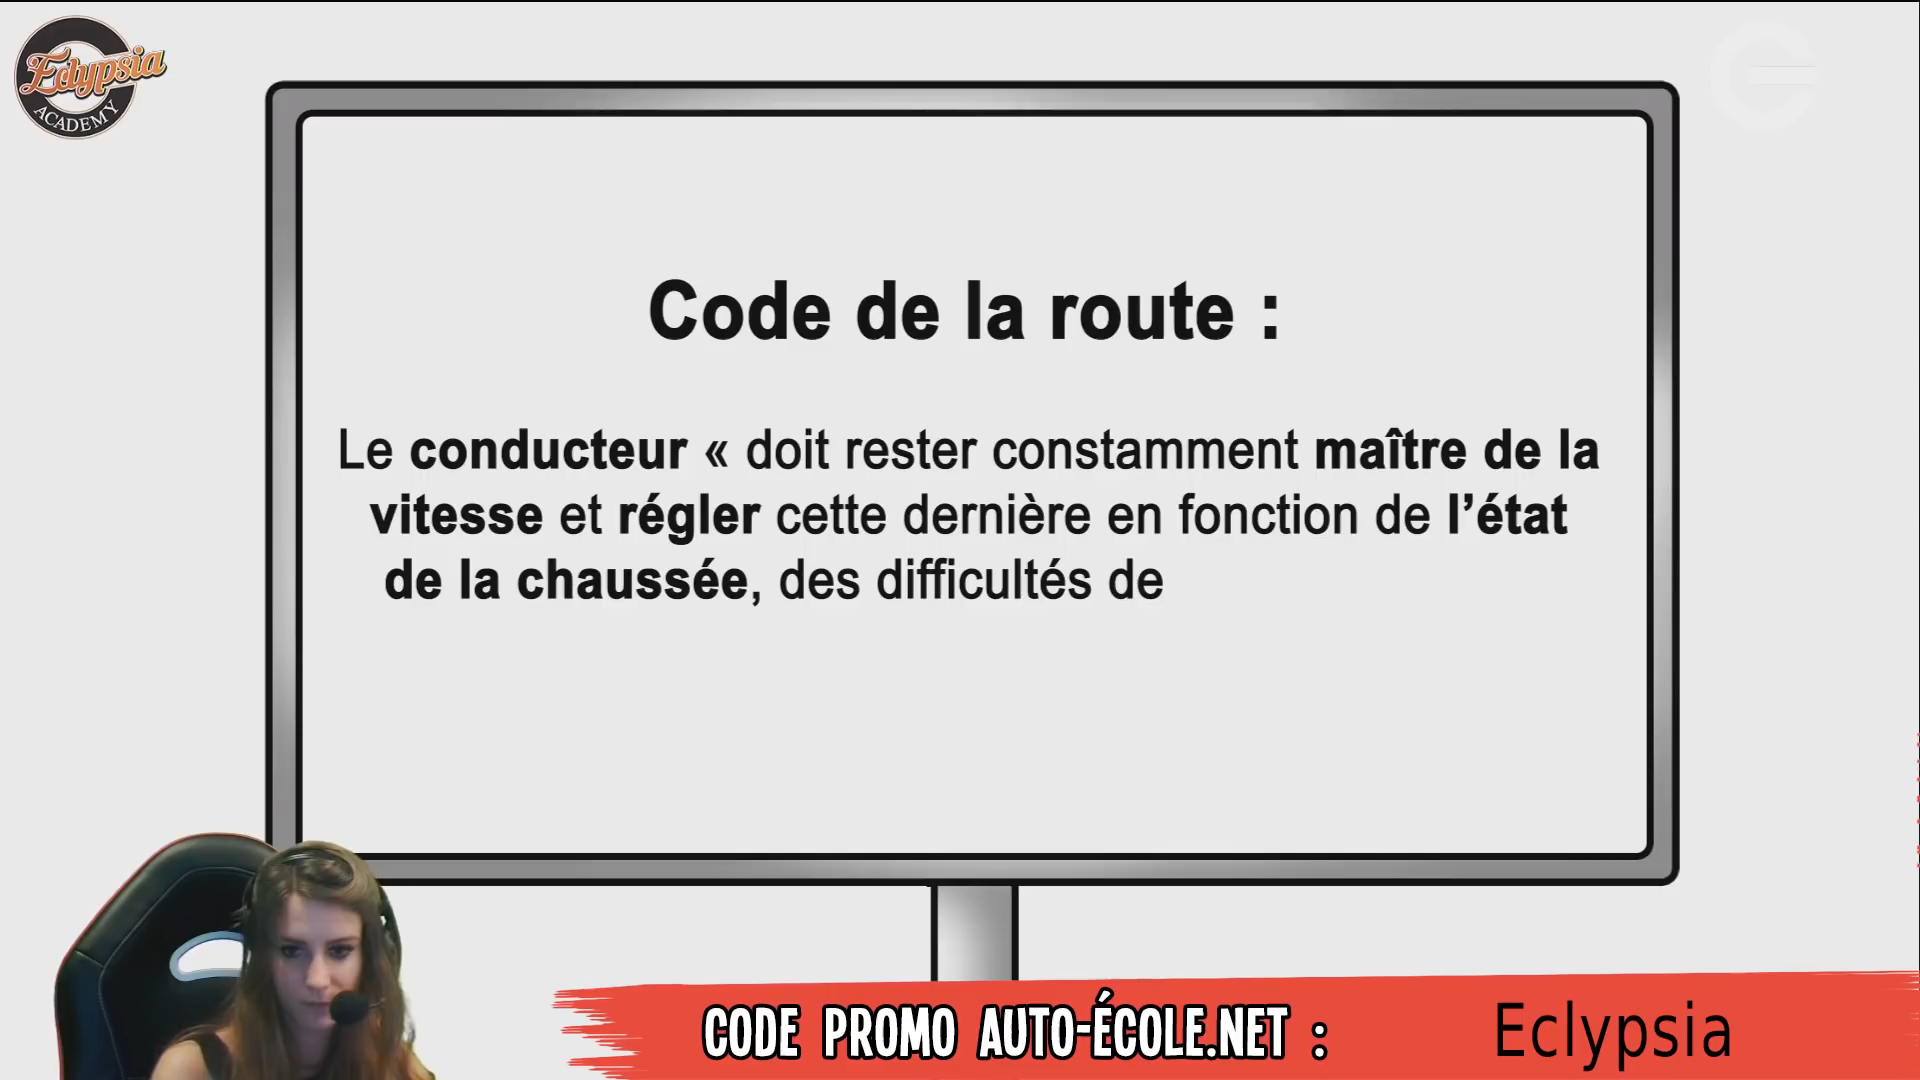 Eclypsia
ACADEMY
Code de la route :
Le conducteur « doit rester constamment maître de la
vitesse et régler cette dernière en fonction de l’état
de la chaussée, des difficultés de
CODE PROMO AUTO-ÉCOLE.NET :
Eclypsia